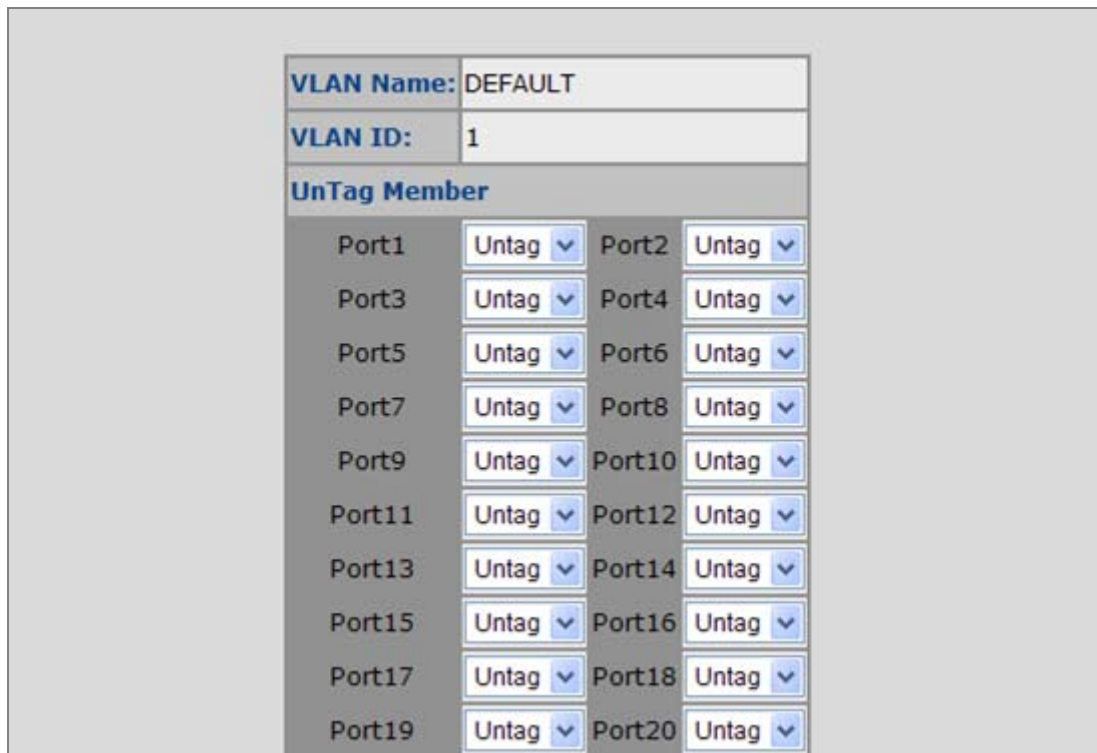 VLAN Name: DEFAULT
VLAN ID: 1
UnTag Member
Port1 Untag Port2 Untag
Port3 Untag Port4 Untag
Port5 Untag Port6 Untag
Port7 Untag Port8 Untag
Port9 Untag Port10 Untag
Port11 Untag Port12 Untag
Port13 Untag Port14 Untag
Port15 Untag Port16 Untag
Port17 Untag Port18 Untag
Port19 Untag Port20 Untag